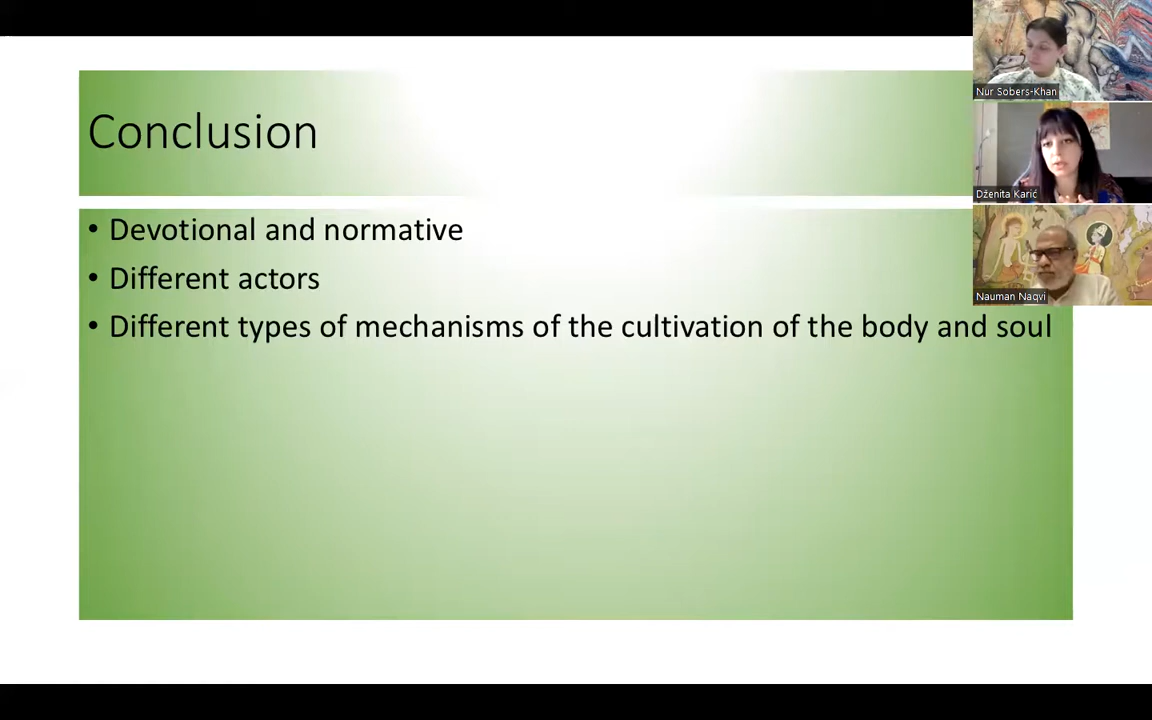 Conclusion
• Devotional and normative
• Different actors
• Different types of mechanisms of the cultivation of the body and soul
Nur Sobers-Khan
Dženita Karić
Nauman Naqvi